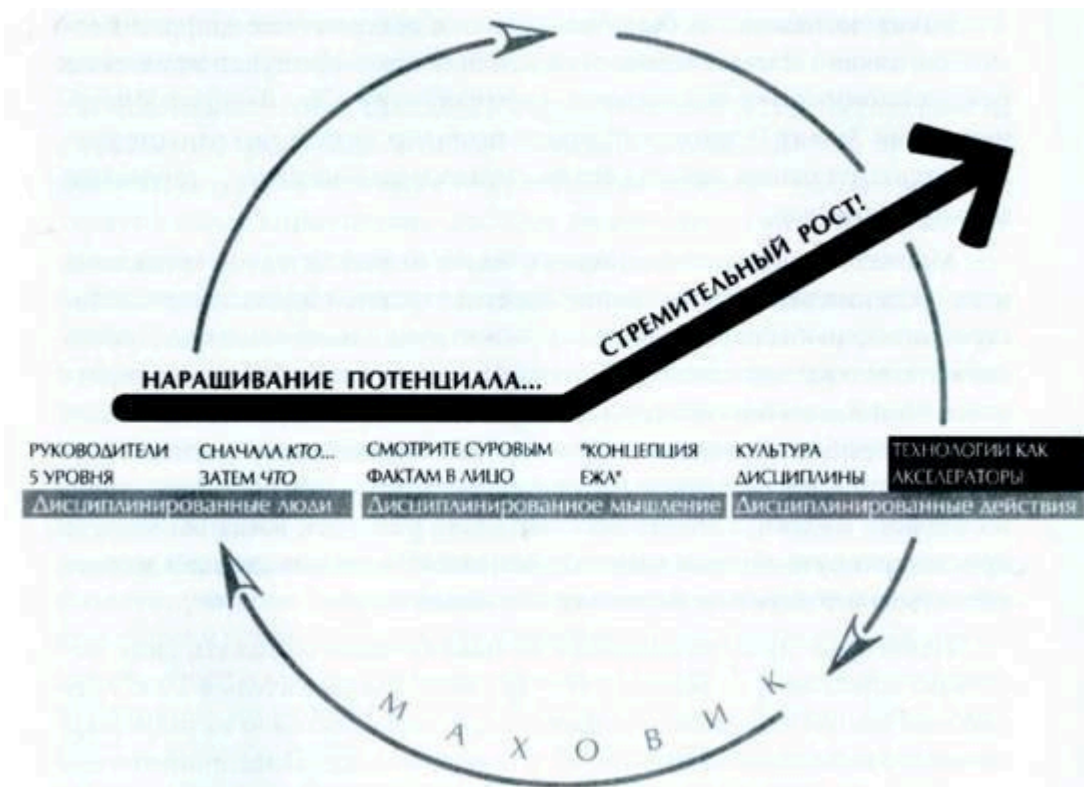 СТРЕМИТЕЛЬНЫЙ РОСТ!
НАРАЩИВАНИЕ ПОТЕНЦИАЛА...
РУКОВОДИТЕЛИ
5 УРОВНЯ
СНАЧАЛА КТО...
ЗАТЕМ ЧТО
СМОТРИТЕ СУРОВЫМ
ФАКТАМ В ЛИЦО
"КОНЦЕПЦИЯ
ЕЖА"
КУЛЬТУРА
ДИСЦИПЛИНЫ
ТЕХНОЛОГИИ КАК
АКСЕЛЕРАТОРЫ
Дисциплинированные люди
Дисциплинированное мышление
Дисциплинированные действия
МАХОВИК